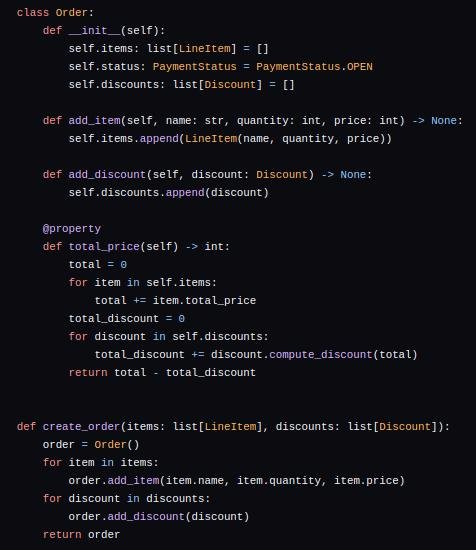 class Order:
    def __init__(self):
        self.items: list[LineItem] = []
        self.status: PaymentStatus = PaymentStatus.OPEN
        self.discounts: list[Discount] = []

    def add_item(self, name: str, quantity: int, price: int) -> None:
        self.items.append(LineItem(name, quantity, price))

    def add_discount(self, discount: Discount) -> None:
        self.discounts.append(discount)

    @property
    def total_price(self) -> int:
        total = 0
        for item in self.items:
            total += item.total_price
        total_discount = 0
        for discount in self.discounts:
            total_discount += discount.compute_discount(total)
        return total - total_discount


def create_order(items: list[LineItem], discounts: list[Discount]):
    order = Order()
    for item in items:
        order.add_item(item.name, item.quantity, item.price)
    for discount in discounts:
        order.add_discount(discount)
    return order